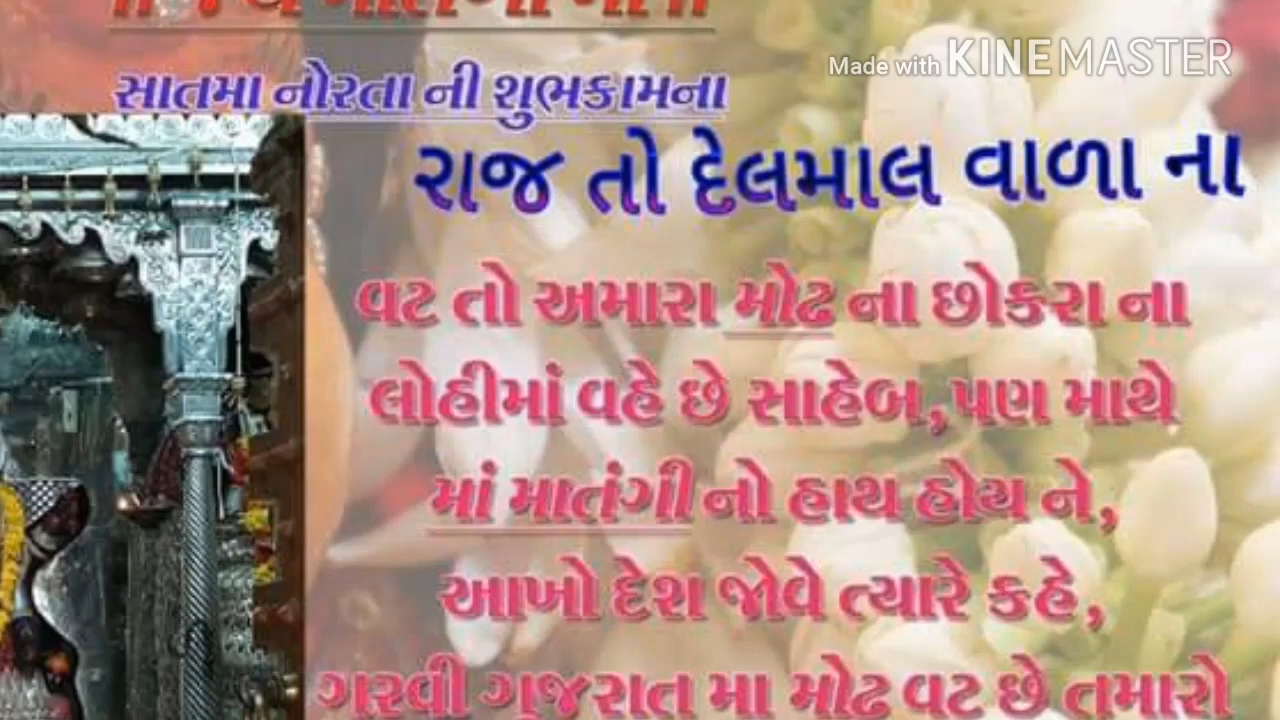 Made with KINEMASTER
સાતમા નોરતા ની શુભકામના
રાજ તો દેલમાલ વાળા ના
વટ તો અમારા મોઢ ના છોકરા ના
લોહીમાં વહે છે સાહેબ,પણ માથે
માં માતંગી નો હાથ હોય ને,
આખો દેશ જોવે ત્યારે કહે,
ગરવી ગુજરાત મા મોઢ વટ છે તમારો